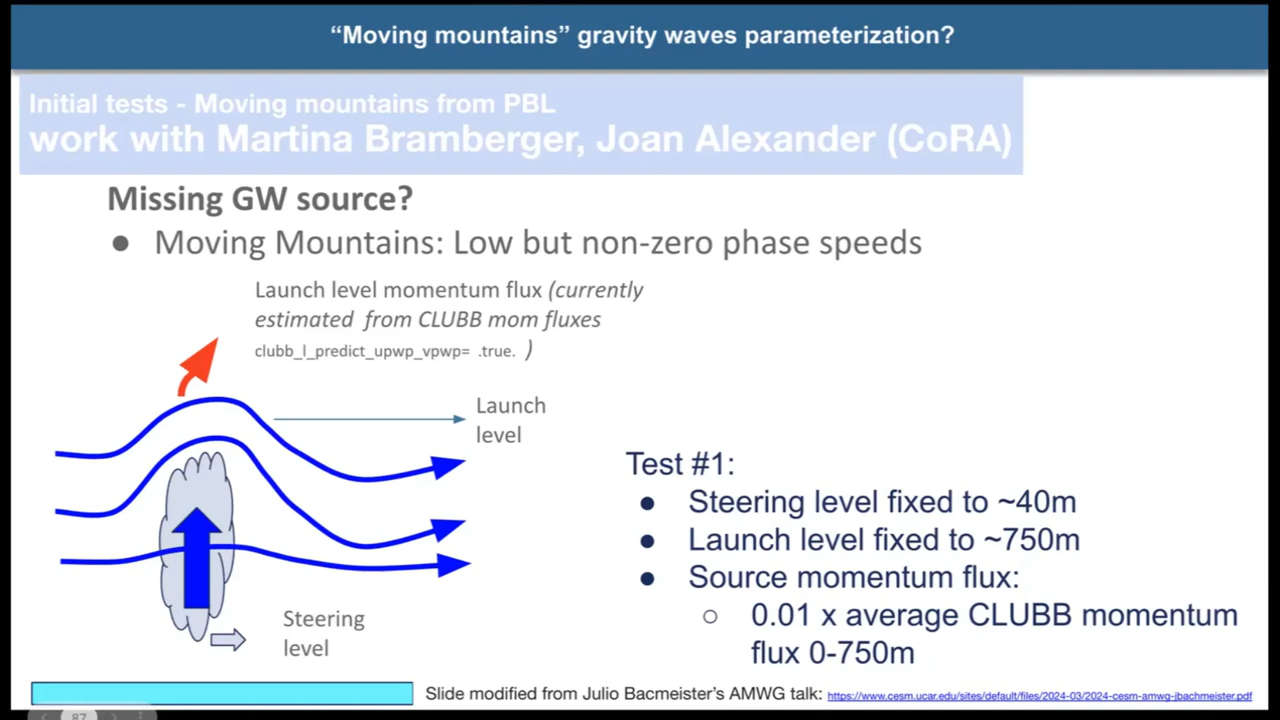 “Moving mountains” gravity waves parameterization?
Initial tests - Moving mountains from PBL
work with Martina Bramberger, Joan Alexander (CoRA)
Missing GW source?
● Moving Mountains: Low but non-zero phase speeds
Launch level momentum flux (currently
estimated from CLUBB mom fluxes
clubb_l_predict_upwp_vpwp= .true. )
Launch
level
Steering
level
Test #1:
● Steering level fixed to ~40m
● Launch level fixed to ~750m
● Source momentum flux:
○ 0.01 x average CLUBB momentum
flux 0-750m
Slide modified from Julio Bacmeister’s AMWG talk: https://www.cesm.ucar.edu/sites/default/files/2024-03/2024-cesm-amwg-jbachmeister.pdf
87